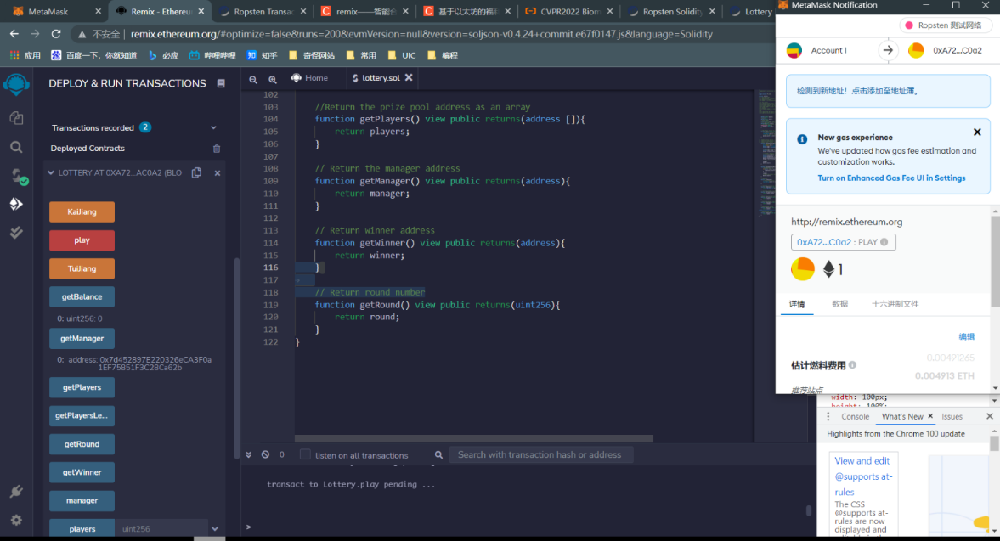 MetaMask
Remix - Ethereu
Ropsten Transac
remix——智能合
基于以太坊的福利
CVPR2022 Biom
Ropsten Solidity
Lottery
不安全 | remix.ethereum.org/#optimize=false&runs=200&evmVersion=null&version=soljson-v0.4.24+commit.e67f0147.js&language=Solidity
应用
百度一下，你就知道
必应
哔哩哔哩
知乎
奇怪网站
常用
UIC
编程
DEPLOY & RUN TRANSACTIONS
Transactions recorded 2
Deployed Contracts
LOTTERY AT 0XA72...AC0A2 (BLO
KaiJiang
play
TuiJiang
getBalance
0: uint256: 0
getManager
0: address: 0x7d452897E220326eCA3F0a
1EF75851F3C28Ca62b
getPlayers
getPlayersLe...
getRound
getWinner
manager
players uint256
Home
lottery.sol
102
103 //Return the prize pool address as an array
104 function getPlayers() view public returns(address []){
105 return players;
106 }
107
108 // Return the manager address
109 function getManager() view public returns(address){
110 return manager;
111 }
112
113 // Return winner address
114 function getWinner() view public returns(address){
115 return winner;
116 }
117
118 // Return round number
119 function getRound() view public returns(uint256){
120 return round;
121 }
122 }
0 listen on all transactions
Search with transaction hash or address
transact to Lottery.play pending ...
>
MetaMask Notification
Ropsten 测试网络
Account 1
0xA72...C0a2
检测到新地址！点击添加至地址簿。
New gas experience
We've updated how gas fee estimation and
customization works.
Turn on Enhanced Gas Fee UI in Settings
http://remix.ethereum.org
0xA72...C0a2 : PLAY
1
详情
数据
十六进制文件
编辑
0.00491265
估计燃料费用
0.004913 ETH
推荐站点
width: 100px;
height: 100%;
Console
What's New
Issues
Highlights from the Chrome 100 update
View and edit
@supports at-
rules
The CSS
@supports at-
rules are now
displayed and